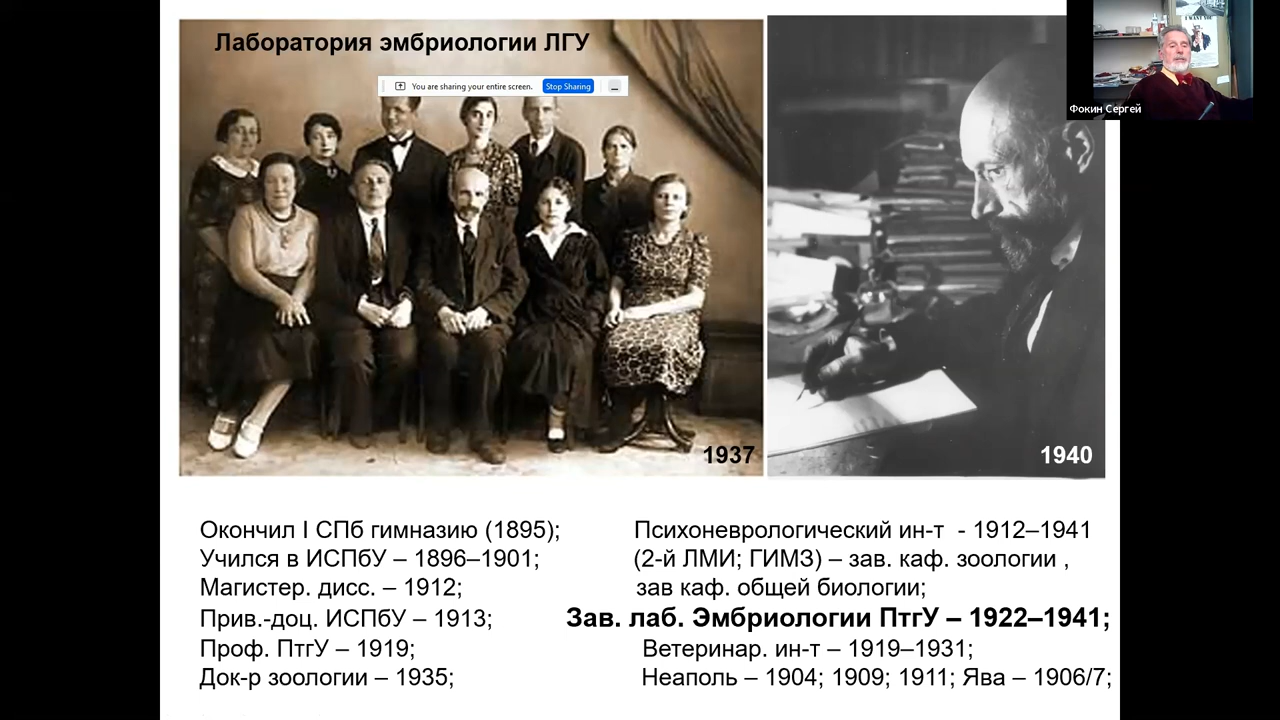 Лаборатория эмбриологии ЛГУ
You are sharing your entire screen. Stop Sharing
Фокин Сергей
1937
1940
Окончил I СПб гимназию (1895);
Учился в ИСПбУ – 1896–1901;
Магистер. дисс. – 1912;
Прив.-доц. ИСПбУ – 1913;
Проф. ПтгУ – 1919;
Док-р зоологии – 1935;
Психоневрологический ин-т - 1912–1941
(2-й ЛМИ; ГИМЗ) – зав. каф. зоологии ,
зав каф. общей биологии;
Зав. лаб. Эмбриологии ПтгУ – 1922–1941;
Ветеринар. ин-т – 1919–1931;
Неаполь – 1904; 1909; 1911; Ява – 1906/7;